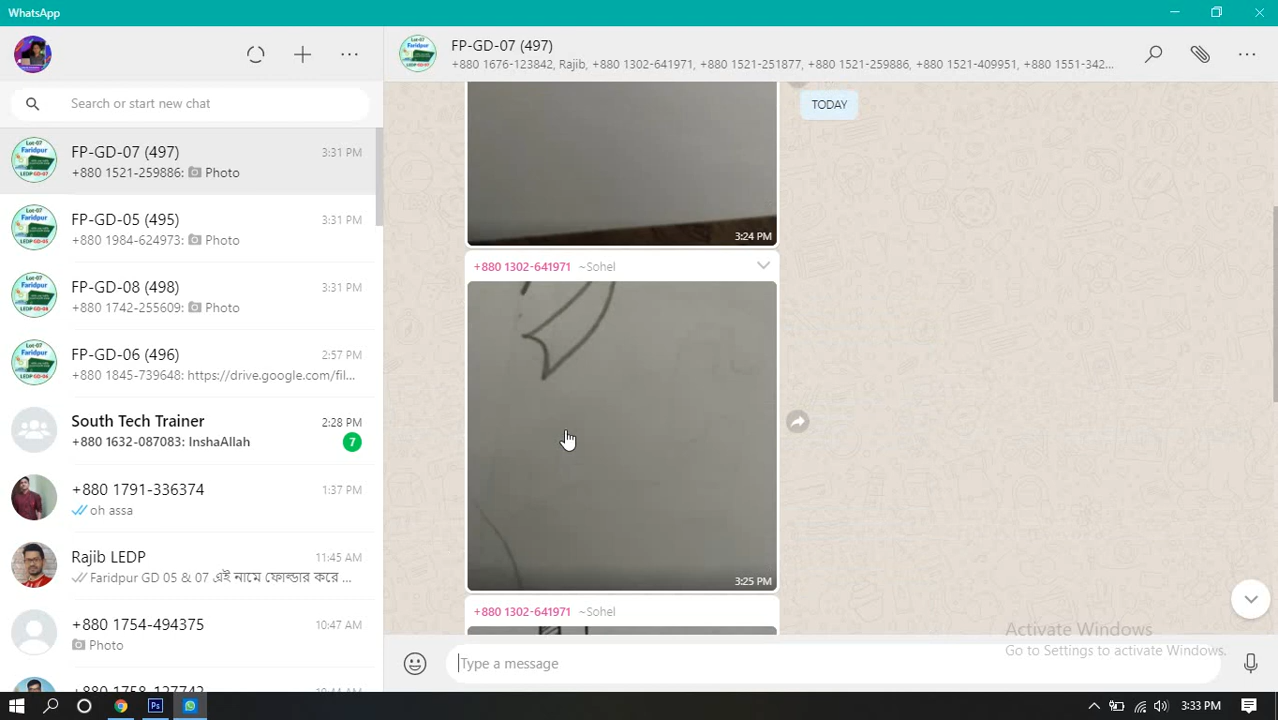 WhatsApp
Search or start new chat
FP-GD-07 (497)
3:31 PM
+880 1521-259886: Photo
FP-GD-05 (495)
3:31 PM
+880 1984-624973: Photo
FP-GD-08 (498)
3:31 PM
+880 1742-255609: Photo
FP-GD-06 (496)
2:57 PM
+880 1845-739648: https://drive.google.com/fil...
South Tech Trainer
2:28 PM
+880 1632-087083: InshaAllah
7
+880 1791-336374
1:37 PM
oh assa
Rajib LEDP
11:45 AM
Faridpur GD 05 & 07 এই নামে ফোল্ডার করে ...
+880 1754-494375
10:47 AM
Photo
FP-GD-07 (497)
+880 1676-123842, Rajib, +880 1302-641971, +880 1521-251877, +880 1521-259886, +880 1521-409951, +880 1551-342...
TODAY
3:24 PM
+880 1302-641971 ~Sohel
3:25 PM
+880 1302-641971 ~Sohel
Activate Windows
Go to Settings to activate Windows.
Type a message
3:33 PM